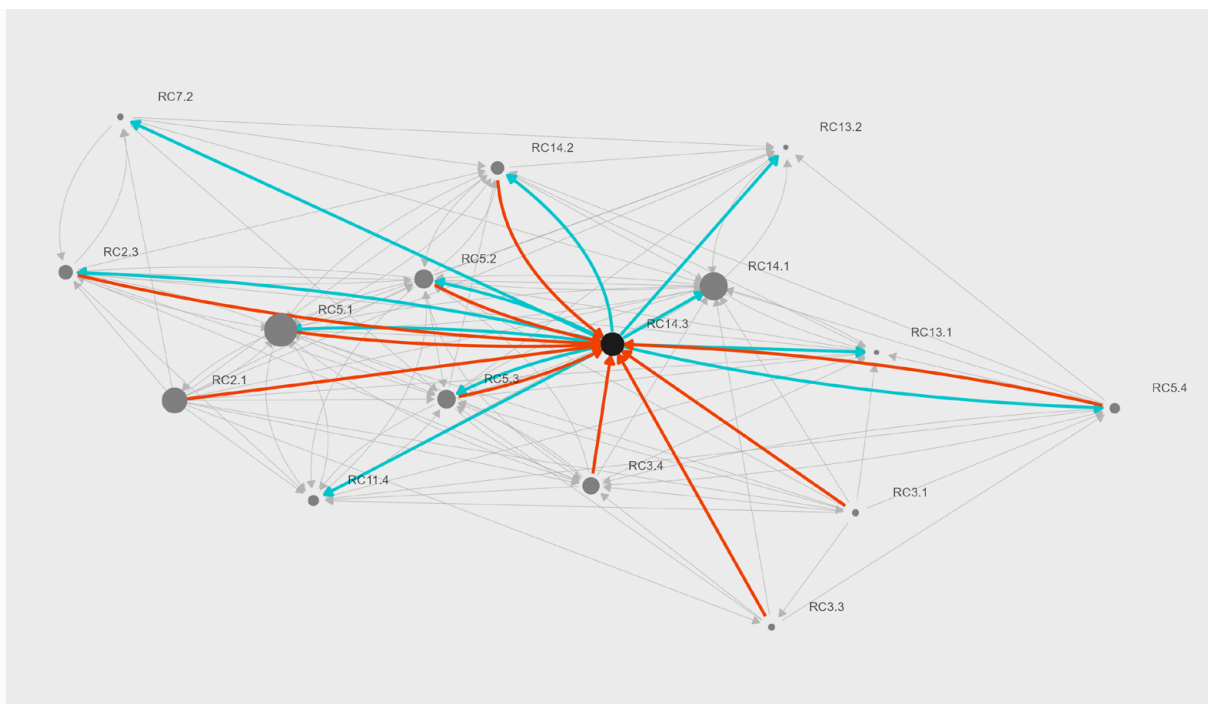 RC7.2
RC13.2
RC14.2
RC2.3
RC5.2
RC14.1
RC5.1
RC14.3
RC13.1
RC2.1
RC5.3
RC5.4
RC3.4
RC11.4
RC3.1
RC3.3